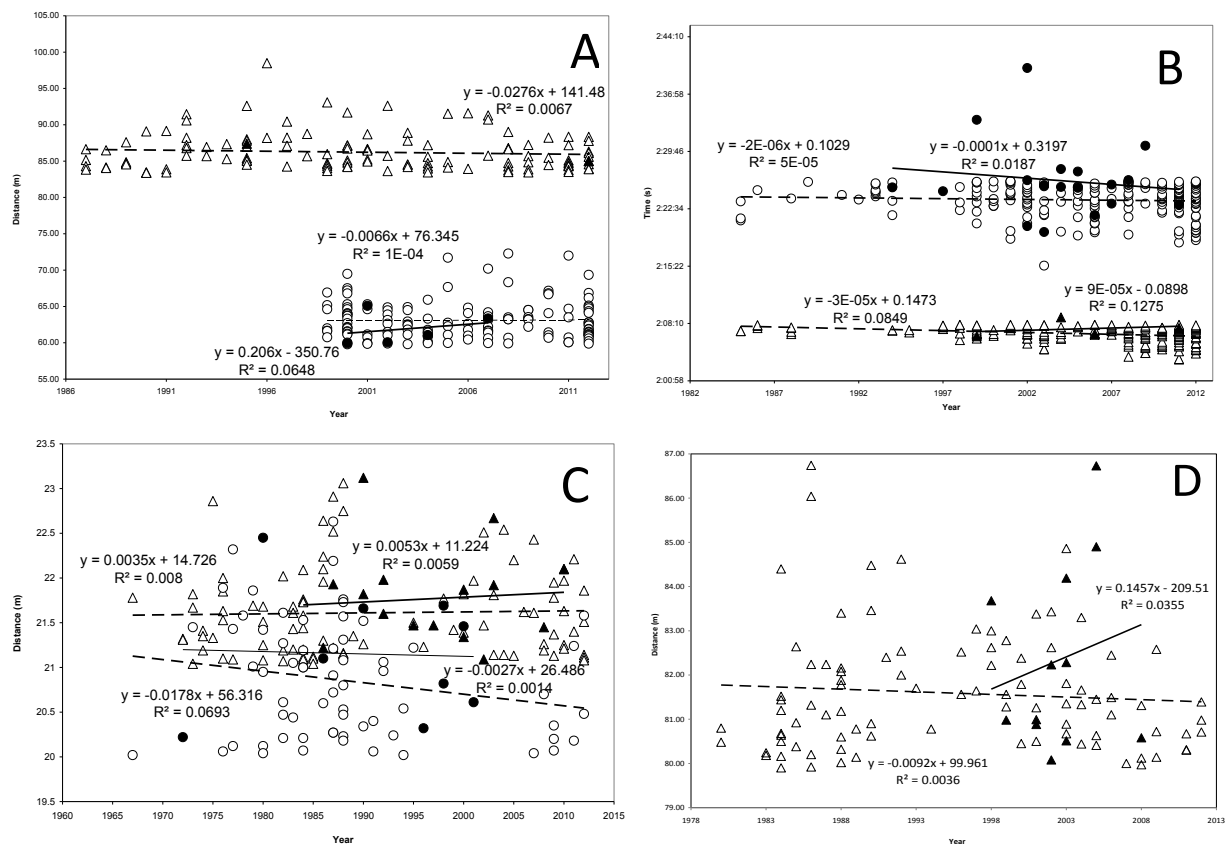 105.00
100.00
95.00
90.00
85.00
80.00
75.00
70.00
65.00
60.00
55.00
Distance (m)
A
y = -0.0276x + 141.48
R² = 0.0067
y = -0.0066x + 76.345
R² = 1E-04
y = 0.206x - 350.76
R² = 0.0648
1986
1991
1996
2001
2006
2011
Year
2:44:10
2:36:58
2:29:46
2:22:34
2:15:22
2:08:10
2:00:58
Time (s)
B
y = -2E-06x + 0.1029
R² = 5E-05
y = -0.0001x + 0.3197
R² = 0.0187
y = -3E-05x + 0.1473
R² = 0.0849
y = 9E-05x - 0.0898
R² = 0.1275
1982
1987
1992
1997
2002
2007
2012
Year
23.5
23
22.5
22
21.5
21
20.5
20
19.5
Distance (m)
C
y = 0.0035x + 14.726
R² = 0.008
y = 0.0053x + 11.224
R² = 0.0059
y = -0.0178x + 56.316
R² = 0.0693
y = -0.0027x + 26.486
R² = 0.0014
1960
1965
1970
1975
1980
1985
1990
1995
2000
2005
2010
2015
Year
87.00
86.00
85.00
84.00
83.00
82.00
81.00
80.00
79.00
Distance (m)
D
y = 0.1457x - 209.51
R² = 0.0355
y = -0.0092x + 99.961
R² = 0.0036
1978
1983
1988
1993
1998
2003
2008
2013
Year